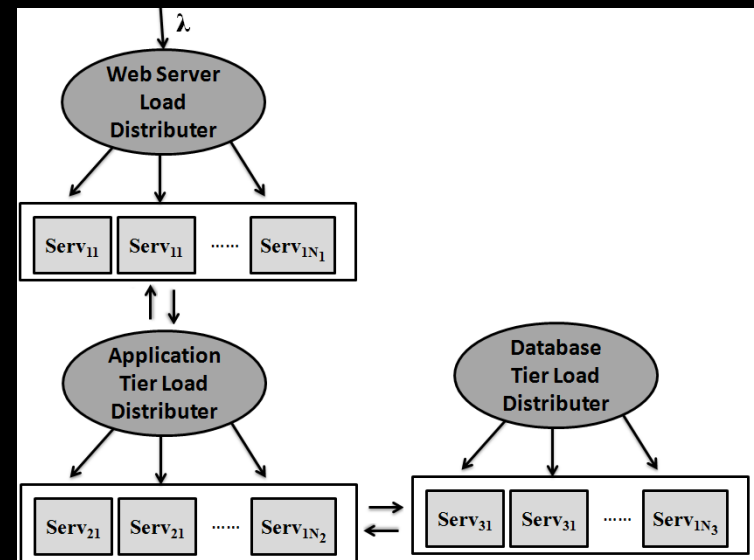 λ
Web Server
Load
Distributer
Serv₁₁ Serv₁₁ ...... Serv₁N₁
Application
Tier Load
Distributer
Database
Tier Load
Distributer
Serv₂₁ Serv₂₁ ...... Serv₁N₂
Serv₃₁ Serv₃₁ ...... Serv₁N₃